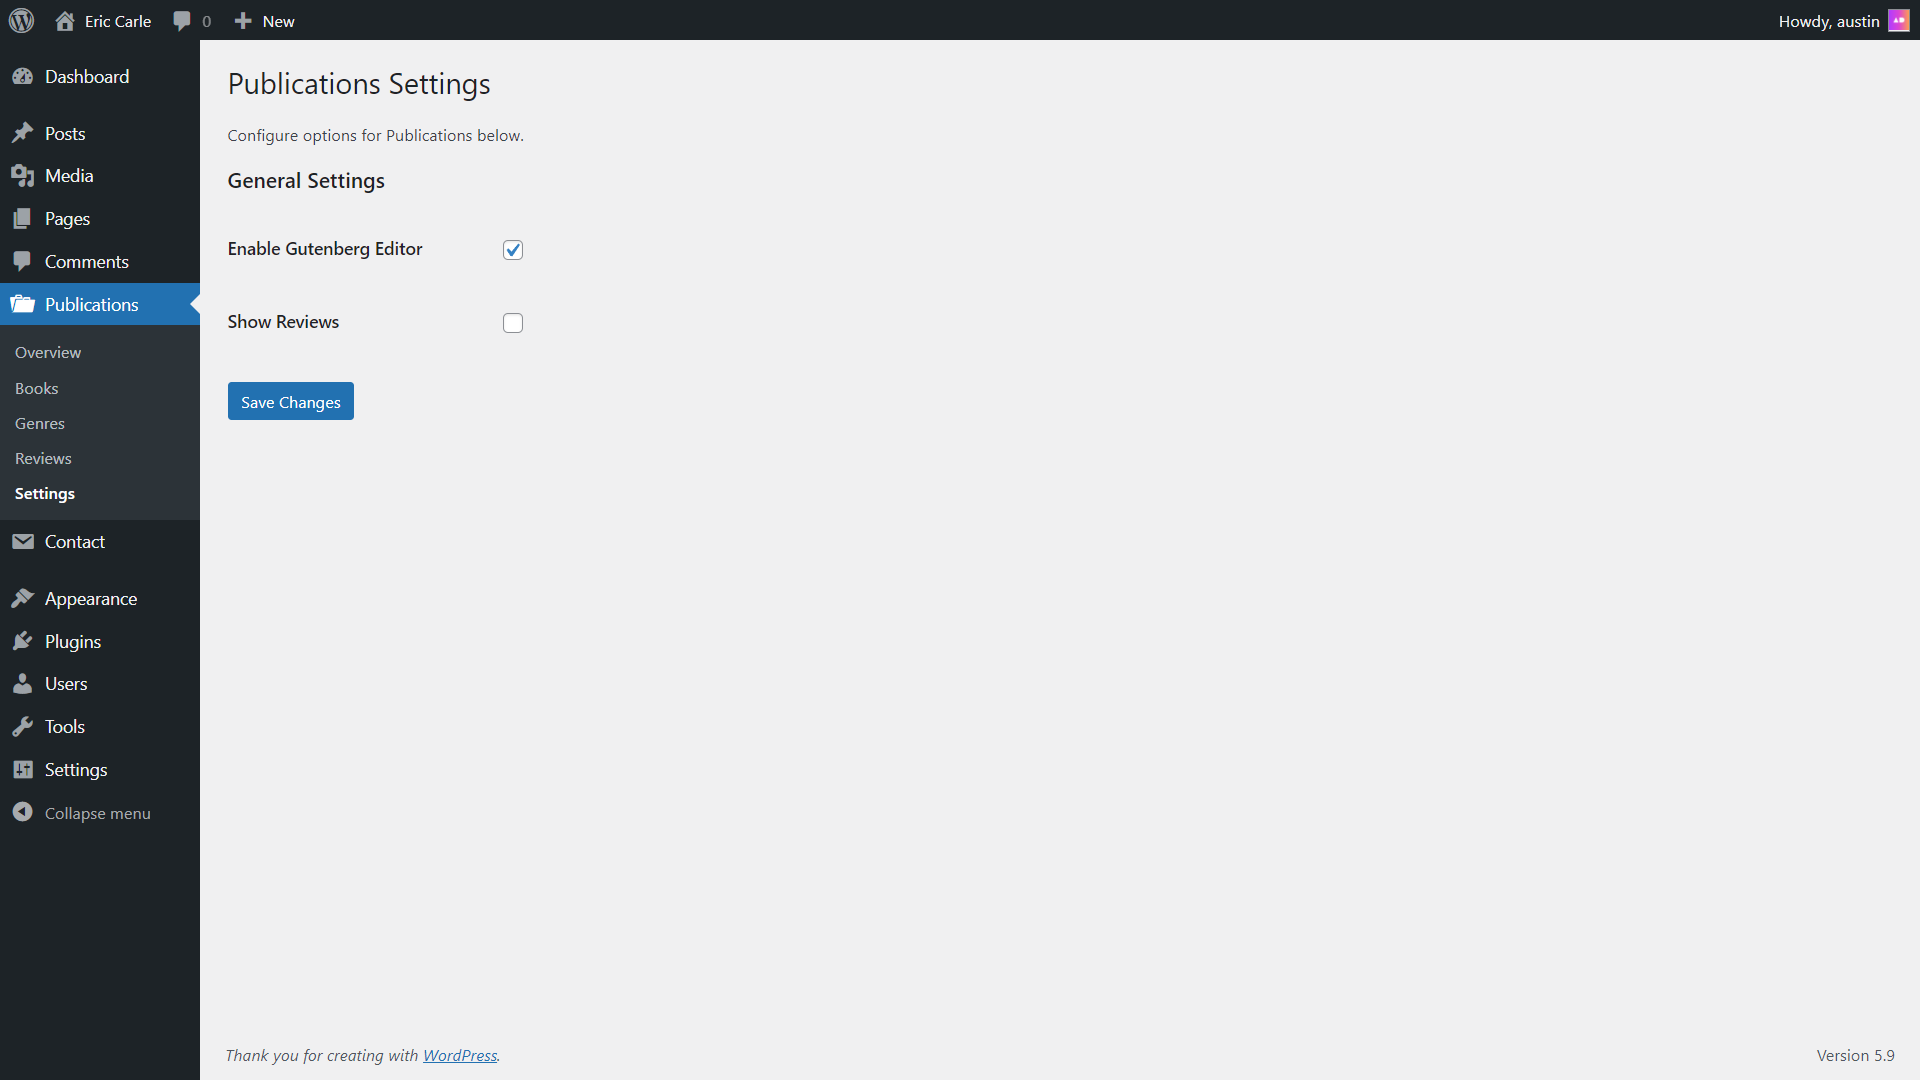 Eric Carle
0
New
Howdy, austin
Dashboard
Posts
Media
Pages
Comments
Publications
Overview
Books
Genres
Reviews
Settings
Contact
Appearance
Plugins
Users
Tools
Settings
Collapse menu
Publications Settings
Configure options for Publications below.
General Settings
Enable Gutenberg Editor
Show Reviews
Save Changes
Thank you for creating with WordPress.
Version 5.9